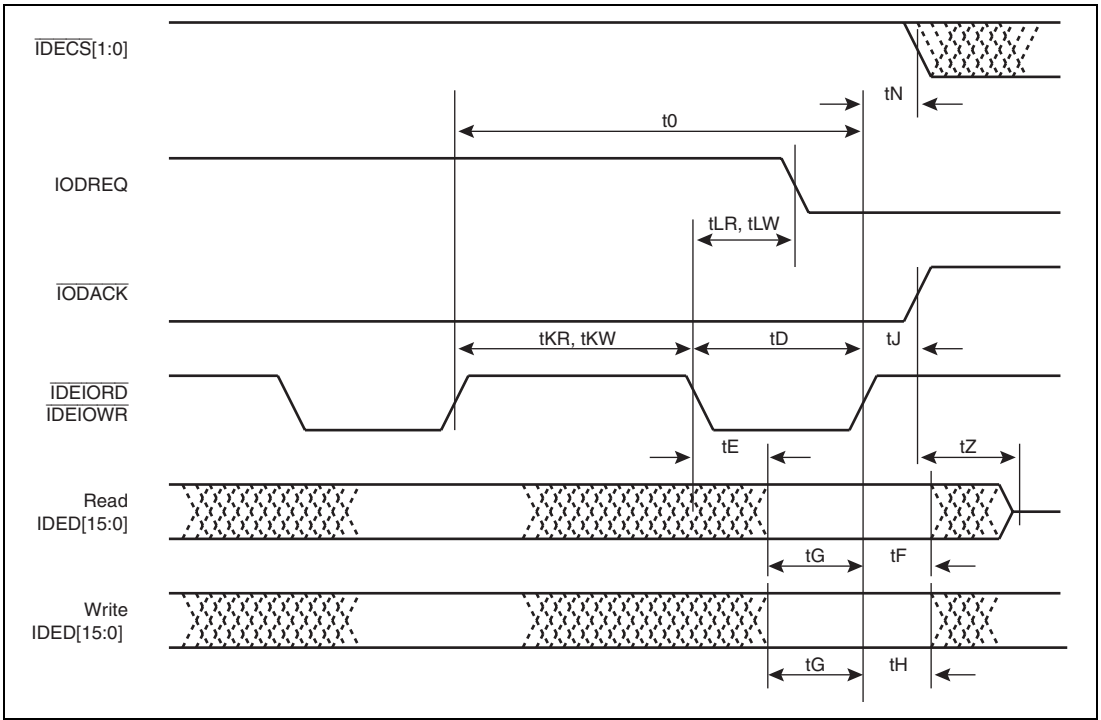 IDECS[1:0]
tN
t0
IODREQ
tLR, tLW
IODACK
tKR, tKW
tD
tJ
IDEIORD
IDEIOWR
tE
tZ
Read
IDED[15:0]
tG
tF
Write
IDED[15:0]
tG
tH